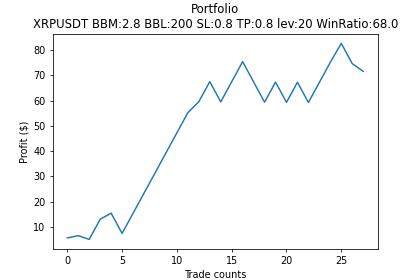 Portfolio
XRPUSDT BBM:2.8 BBL:200 SL:0.8 TP:0.8 lev:20 WinRatio:68.0
80
70
60
50
40
30
20
10
Profit ($)
0 5 10 15 20 25
Trade counts